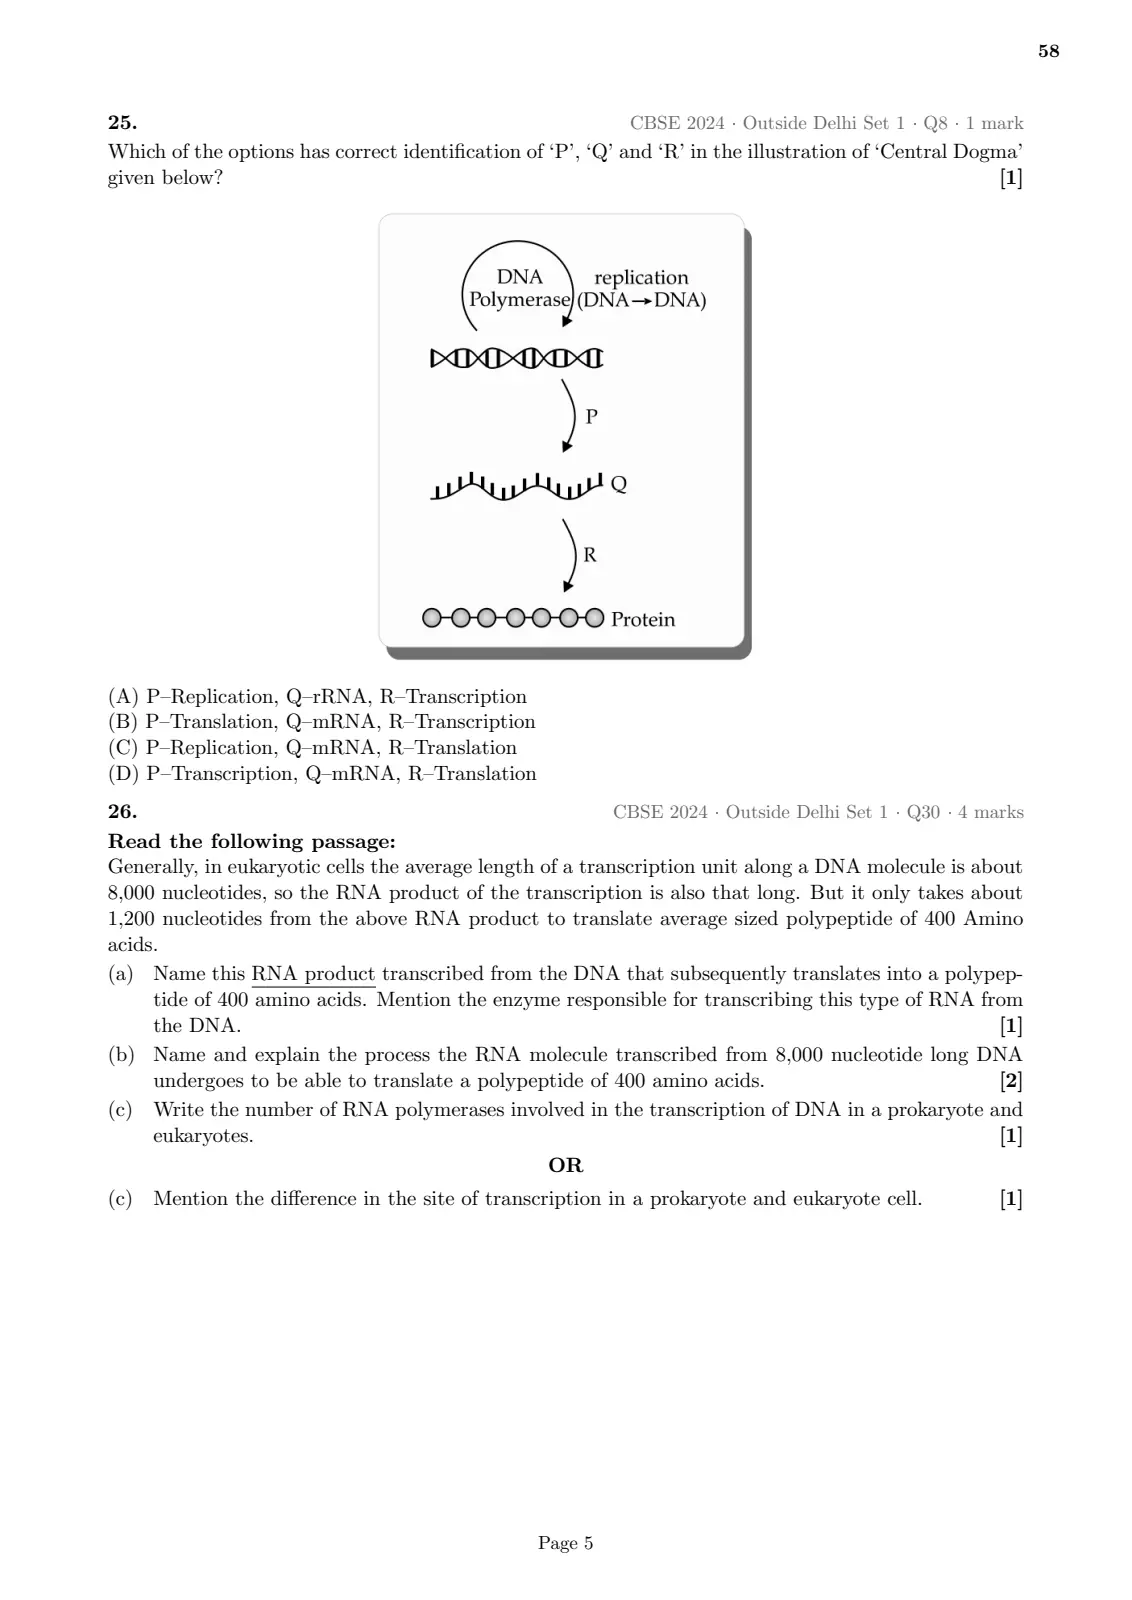 58
25.
CBSE 2024 · Outside Delhi Set 1 · Q8 · 1 mark
Which of the options has correct identification of ‘P’, ‘Q’ and ‘R’ in the illustration of ‘Central Dogma’
given below? [1]
DNA
Polymerase
replication
(DNA→DNA)
P
Q
R
Protein
(A) P–Replication, Q–rRNA, R–Transcription
(B) P–Translation, Q–mRNA, R–Transcription
(C) P–Replication, Q–mRNA, R–Translation
(D) P–Transcription, Q–mRNA, R–Translation
26.
CBSE 2024 · Outside Delhi Set 1 · Q30 · 4 marks
Read the following passage:
Generally, in eukaryotic cells the average length of a transcription unit along a DNA molecule is about
8,000 nucleotides, so the RNA product of the transcription is also that long. But it only takes about
1,200 nucleotides from the above RNA product to translate average sized polypeptide of 400 Amino
acids.
(a) Name this RNA product transcribed from the DNA that subsequently translates into a polypep-
tide of 400 amino acids. Mention the enzyme responsible for transcribing this type of RNA from
the DNA. [1]
(b) Name and explain the process the RNA molecule transcribed from 8,000 nucleotide long DNA
undergoes to be able to translate a polypeptide of 400 amino acids. [2]
(c) Write the number of RNA polymerases involved in the transcription of DNA in a prokaryote and
eukaryotes. [1]
OR
(c) Mention the difference in the site of transcription in a prokaryote and eukaryote cell. [1]
Page 5